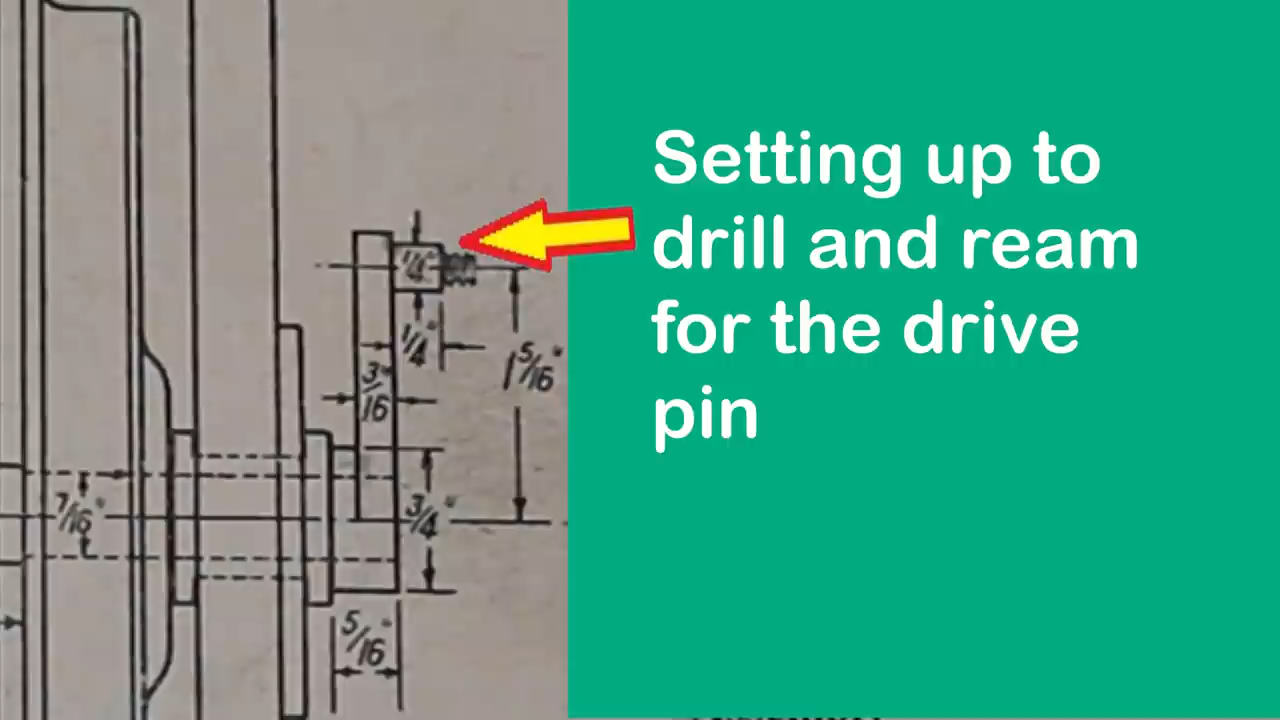 Setting up to
drill and ream
for the drive
pin
1/4"
1/4"
3/16"
1 5/16"
7/16"
3/4"
5/16"